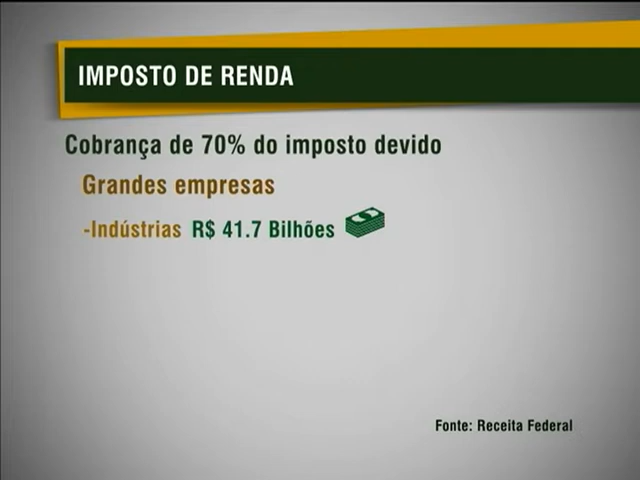 IMPOSTO DE RENDA
Cobrança de 70% do imposto devido
Grandes empresas
-Indústrias R$ 41.7 Bilhões
Fonte: Receita Federal